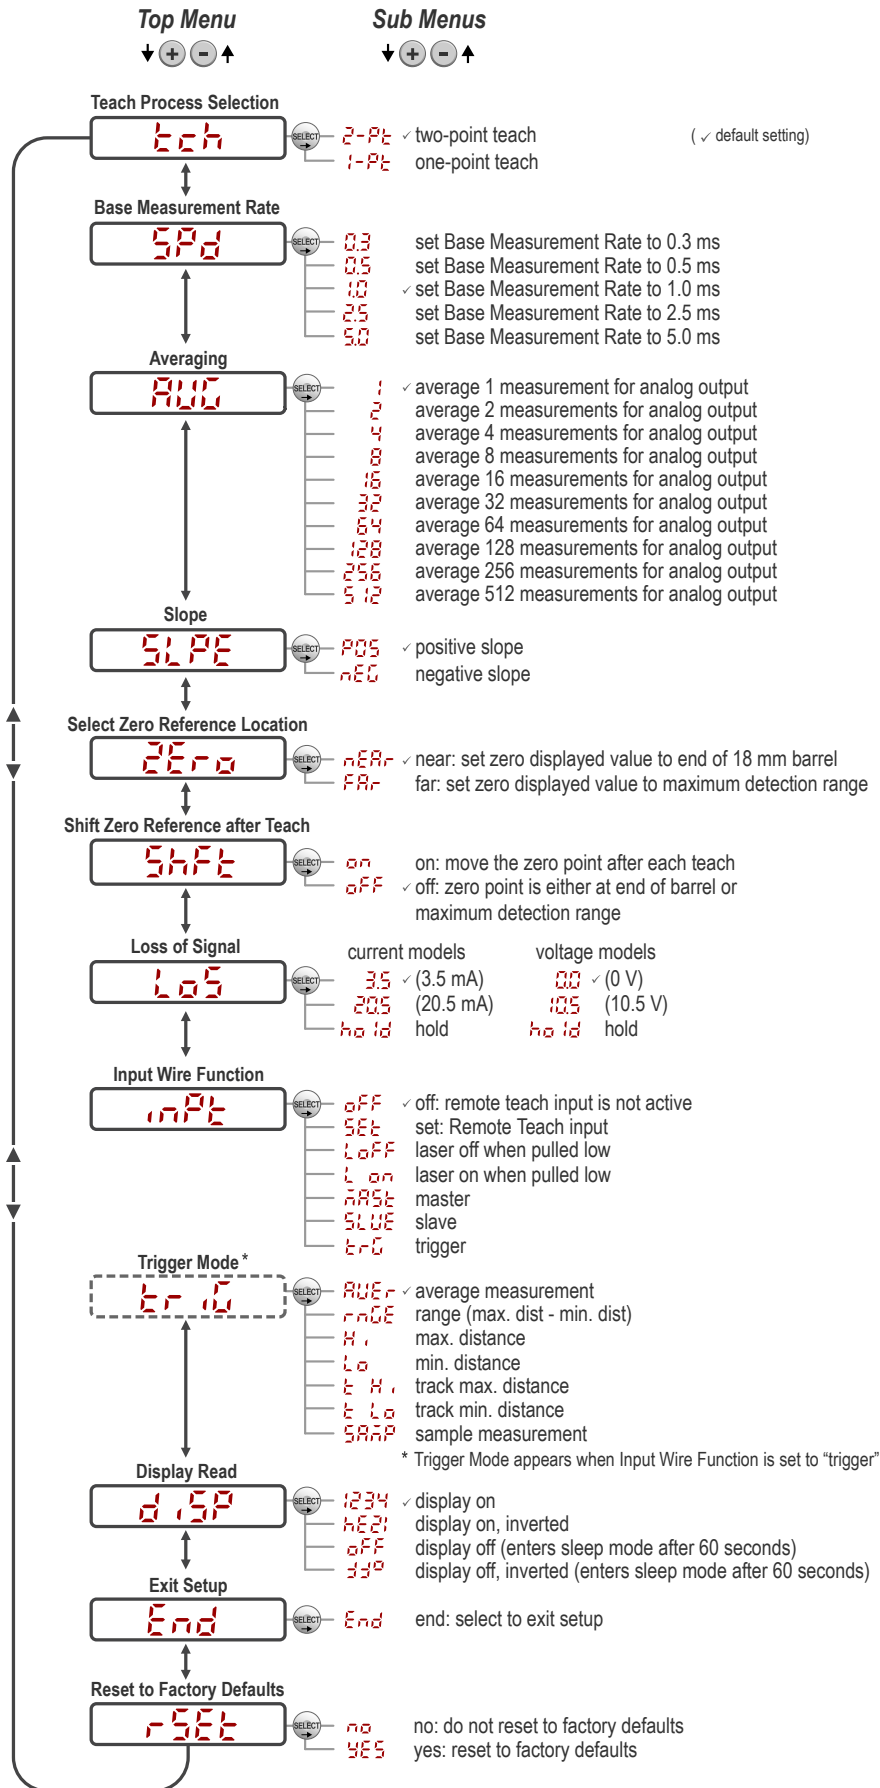 Top Menu Sub Menus
+ - + -
Teach Process Selection
tch SELECT 2-Pt ✓ two-point teach ( ✓ default setting)
1-Pt one-point teach
Base Measurement Rate
SPd SELECT 0.3 set Base Measurement Rate to 0.3 ms
0.5 set Base Measurement Rate to 0.5 ms
1.0 ✓ set Base Measurement Rate to 1.0 ms
2.5 set Base Measurement Rate to 2.5 ms
5.0 set Base Measurement Rate to 5.0 ms
Averaging
AUG SELECT 1 ✓ average 1 measurement for analog output
2 average 2 measurements for analog output
4 average 4 measurements for analog output
8 average 8 measurements for analog output
16 average 16 measurements for analog output
32 average 32 measurements for analog output
64 average 64 measurements for analog output
128 average 128 measurements for analog output
256 average 256 measurements for analog output
512 average 512 measurements for analog output
Slope
SLPE SELECT POS ✓ positive slope
nEG negative slope
Select Zero Reference Location
ZEro SELECT nEAr ✓ near: set zero displayed value to end of 18 mm barrel
FAr far: set zero displayed value to maximum detection range
Shift Zero Reference after Teach
ShFt SELECT on on: move the zero point after each teach
oFF ✓ off: zero point is either at end of barrel or
maximum detection range
Loss of Signal
current models voltage models
LoS SELECT 3.5 ✓ (3.5 mA) 0.0 ✓ (0 V)
20.5 (20.5 mA) 10.5 (10.5 V)
hold hold hold hold
Input Wire Function
inPt SELECT oFF ✓ off: remote teach input is not active
SEt set: Remote Teach input
LoFF laser off when pulled low
L on laser on when pulled low
mASt master
SLUE slave
trG trigger
Trigger Mode *
triG SELECT AUEr ✓ average measurement
rnGE range (max. dist - min. dist)
Hi max. distance
Lo min. distance
t Hi track max. distance
t Lo track min. distance
SAmP sample measurement
* Trigger Mode appears when Input Wire Function is set to “trigger”
Display Read
diSP SELECT 1234 ✓ display on
hEZ1 display on, inverted
oFF display off (enters sleep mode after 60 seconds)
display off, inverted (enters sleep mode after 60 seconds)
Exit Setup
End SELECT End end: select to exit setup
Reset to Factory Defaults
rSEt SELECT no no: do not reset to factory defaults
YES yes: reset to factory defaults